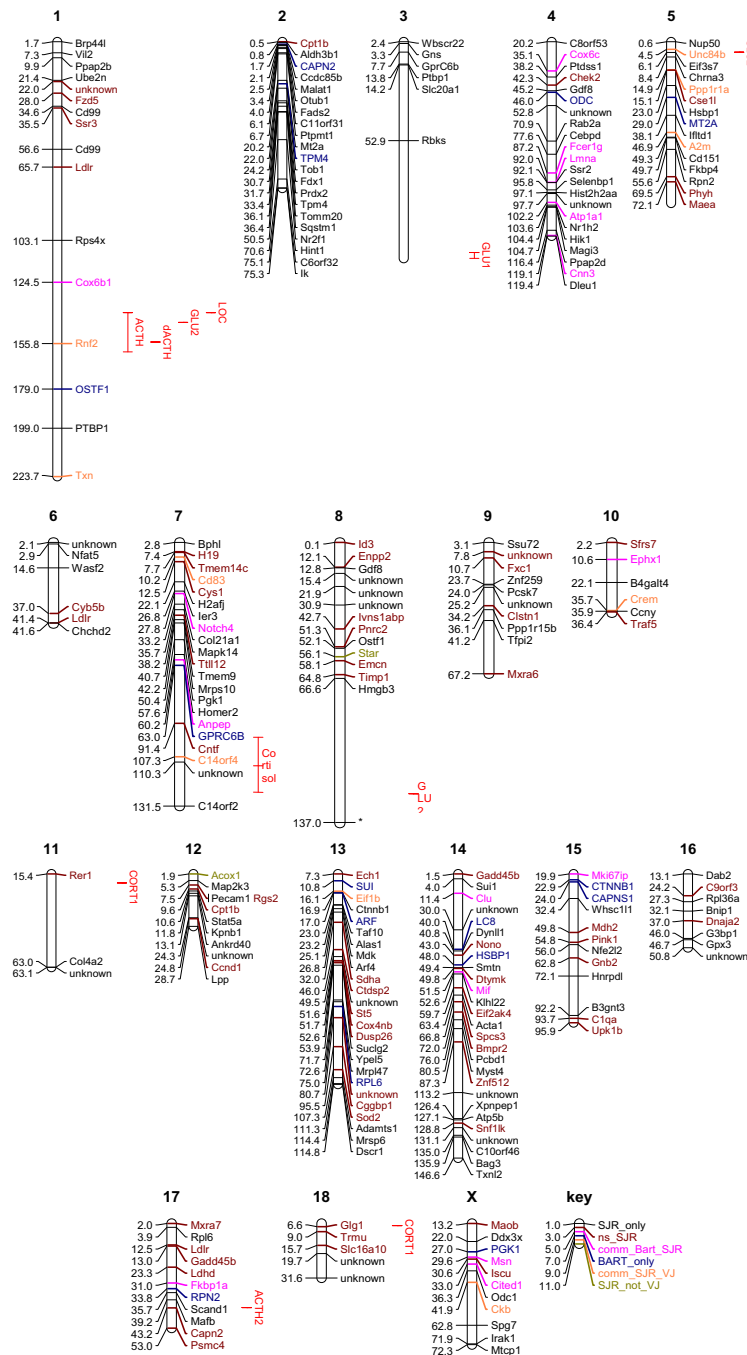 1
1.7 Brp44l
7.3 Vil2
9.9 Ppap2b
21.4 Ube2n
22.0 unknown
28.0 Fzd5
34.6 Cd99
35.5 Ssr3
56.6 Cd99
65.7 Ldlr
103.1 Rps4x
124.5 Cox6b1
155.8 Rnf2
179.0 OSTF1
199.0 PTBP1
223.7 Txn
ACTH
dACTH
GLU2
LOC
2
0.5 Cpt1b
0.8 Aldh3b1
1.7 CAPN2
2.1 Ccdc85b
2.5 Malat1
3.4 Otub1
4.0 Fads2
6.1 C11orf31
6.7 Ptpmt1
20.2 Mt2a
22.0 TPM4
24.2 Tob1
30.7 Fdx1
31.7 Prdx2
33.4 Tpm4
36.1 Tomm20
36.4 Sqstm1
50.5 Nr2f1
70.6 Hint1
75.1 C6orf32
75.3 Ik
3
2.4 Wbscr22
3.3 Gns
7.7 GprC6b
13.8 Ptbp1
14.2 Slc20a1
52.9 Rbks
GLU1
4
20.2 C8orf53
35.1 Cox6c
38.2 Ptdss1
42.3 Chek2
45.2 Gdf8
46.0 ODC
52.8 unknown
70.9 Rab2a
77.6 Cebpd
87.2 Fcer1g
92.0 Lmna
92.1 Ssr2
95.8 Selenbp1
97.1 Hist2h2aa
97.7 unknown
102.2 Atp1a1
103.6 Nr1h2
104.4 Hik1
104.7 Magi3
116.4 Ppap2d
119.1 Cnn3
119.4 Dleu1
5
0.6 Nup50
4.5 Unc84b
6.1 Eif3s7
8.4 Chrna3
14.9 Ppp1r1a
15.1 Cse1l
23.0 Hsbp1
29.0 MT2A
38.1 Ifltd1
46.9 A2m
49.3 Cd151
49.7 Fkbp4
55.6 Rpn2
69.5 Phyh
72.1 Maea
6
2.1 unknown
2.9 Nfat5
14.6 Wasf2
37.0 Cyb5b
41.4 Ldlr
41.6 Chchd2
7
2.8 Bphl
7.4 H19
7.7 Tmem14c
10.2 Cd83
12.5 Cys1
22.1 H2afj
26.8 Ier3
27.8 Notch4
33.2 Col21a1
35.7 Mapk14
38.2 Ttll12
40.7 Tmem9
42.2 Mrps10
50.4 Pgk1
57.6 Homer2
60.2 Anpep
63.0 GPRC6B
91.4 Cntf
107.3 C14orf4
110.3 unknown
131.5 C14orf2
Co
rti
sol
8
0.1 Id3
12.1 Enpp2
12.8 Gdf8
15.4 unknown
21.9 unknown
30.9 unknown
42.7 Ivns1abp
51.3 Pnrc2
52.1 Ostf1
56.1 Star
58.1 Emcn
64.8 Timp1
66.6 Hmgb3
137.0 *
G
LU
2
9
3.1 Ssu72
7.8 unknown
10.7 Fxc1
23.7 Znf259
24.0 Pcsk7
25.2 unknown
34.2 Clstn1
36.1 Ppp1r15b
41.2 Tfpi2
67.2 Mxra6
10
2.2 Sfrs7
10.6 Ephx1
22.1 B4galt4
35.7 Crem
35.9 Ccny
36.4 Traf5
11
15.4 Rer1
63.0 Col4a2
63.1 unknown
CORT1
12
1.9 Acox1
5.3 Map2k3
7.5 Pecam1 Rgs2
9.6 Cpt1b
10.6 Stat5a
11.8 Kpnb1
13.1 Ankrd40
24.3 unknown
24.8 Ccnd1
28.7 Lpp
13
7.3 Ech1
10.8 SUI
16.1 Eif1b
16.9 Ctnnb1
17.0 ARF
23.0 Taf10
23.2 Alas1
25.1 Mdk
26.8 Arf4
32.0 Sdha
46.0 Ctdsp2
49.5 unknown
51.6 St5
51.7 Cox4nb
52.6 Dusp26
53.9 Suclg2
71.7 Ypel5
72.6 Mrpl47
75.0 RPL6
80.7 unknown
95.5 Cggbp1
107.3 Sod2
111.3 Adamts1
114.4 Mrsp6
114.8 Dscr1
14
1.5 Gadd45b
4.0 Sui1
11.4 Clu
30.0 unknown
40.0 LC8
40.8 Dynll1
43.0 Nono
48.0 HSBP1
49.4 Smtn
49.8 Dtymk
51.5 Mif
52.6 Klhl22
59.7 Eif2ak4
63.4 Acta1
66.8 Spcs3
72.0 Bmpr2
76.0 Pcbd1
80.5 Myst4
87.3 Znf512
113.2 unknown
126.4 Xpnpep1
127.1 Atp5b
128.8 Snf1lk
131.1 unknown
135.0 C10orf46
135.9 Bag3
146.6 Txnl2
15
19.9 Mki67ip
22.9 CTNNB1
24.0 CAPNS1
32.4 Whsc1l1
49.8 Mdh2
54.8 Pink1
56.0 Nfe2l2
62.8 Gnb2
72.1 Hnrpdl
92.2 B3gnt3
93.7 C1qa
95.9 Upk1b
16
13.1 Dab2
24.2 C9orf3
27.3 Rpl36a
32.1 Bnip1
37.0 Dnaja2
46.0 G3bp1
46.7 Gpx3
50.8 unknown
17
2.0 Mxra7
3.9 Rpl6
12.5 Ldlr
13.0 Gadd45b
23.3 Ldhd
31.0 Fkbp1a
33.8 RPN2
35.7 Scand1
39.2 Mafb
43.2 Capn2
53.0 Psmc4
ACTH2
18
6.6 Glg1
9.0 Trmu
15.7 Slc16a10
19.7 unknown
31.6 unknown
CORT1
X
13.2 Maob
22.0 Ddx3x
27.0 PGK1
29.6 Msn
30.6 Iscu
33.0 Cited1
36.3 Odc1
41.9 Ckb
62.8 Spg7
71.9 Irak1
72.3 Mtcp1
key
1.0 SJR_only
3.0 ns_SJR
5.0 comm_Bart_SJR
7.0 BART_only
9.0 comm_SJR_VJ
11.0 SJR_not_VJ